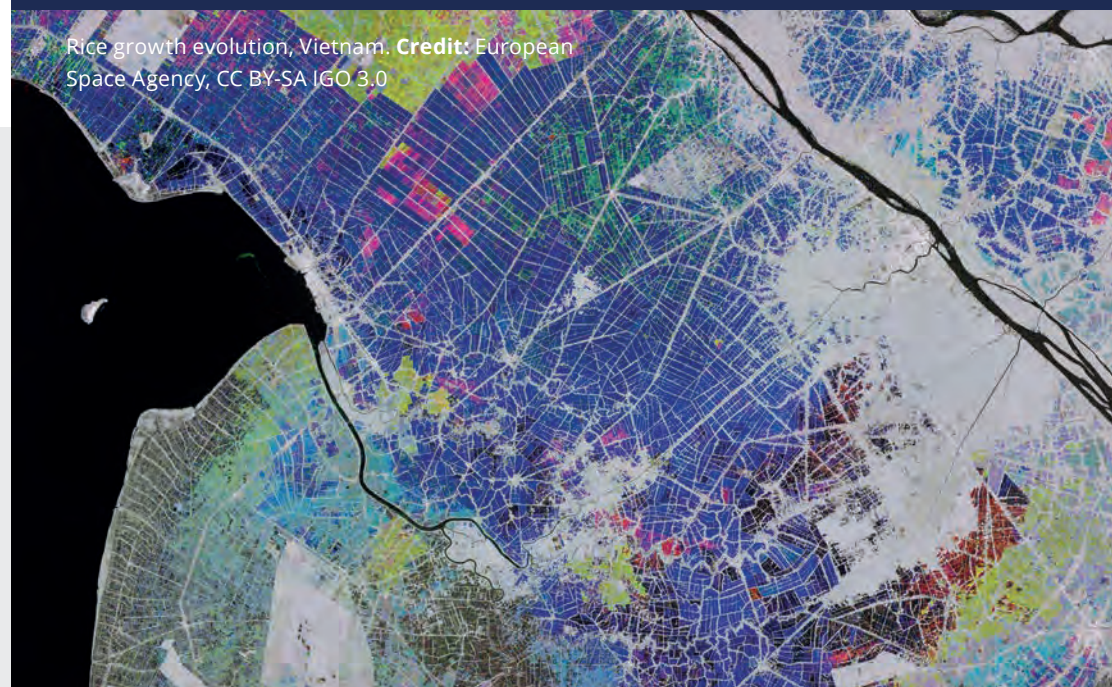 Rice growth evolution, Vietnam. Credit: European
Space Agency, CC BY-SA IGO 3.0